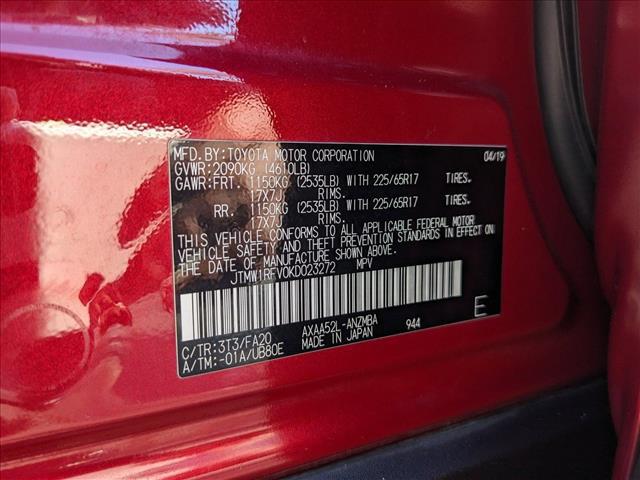 MFD.BY:TOYOTA MOTOR CORPORATION 04/19
GVWR:2090KG (4610LB)
GAWR:FRT. 1150KG (2535LB) WITH 225/65R17 TIRES.
17X7J RIMS.
RR. 1150KG (2535LB) WITH 225/65R17 TIRES.
17X7J RIMS.
THIS VEHICLE CONFORMS TO ALL APPLICABLE FEDERAL MOTOR
VEHICLE SAFETY AND BUMPER STANDARDS IN EFFECT ON
THE DATE OF MANUFACTURE SHOWN ABOVE.
JTMW1RFV0KD023272 MPV
E
C/TR:3T3/FA20 AXAA52L-ANZMBA 944
A/TM:-01A/UB80E MADE IN JAPAN